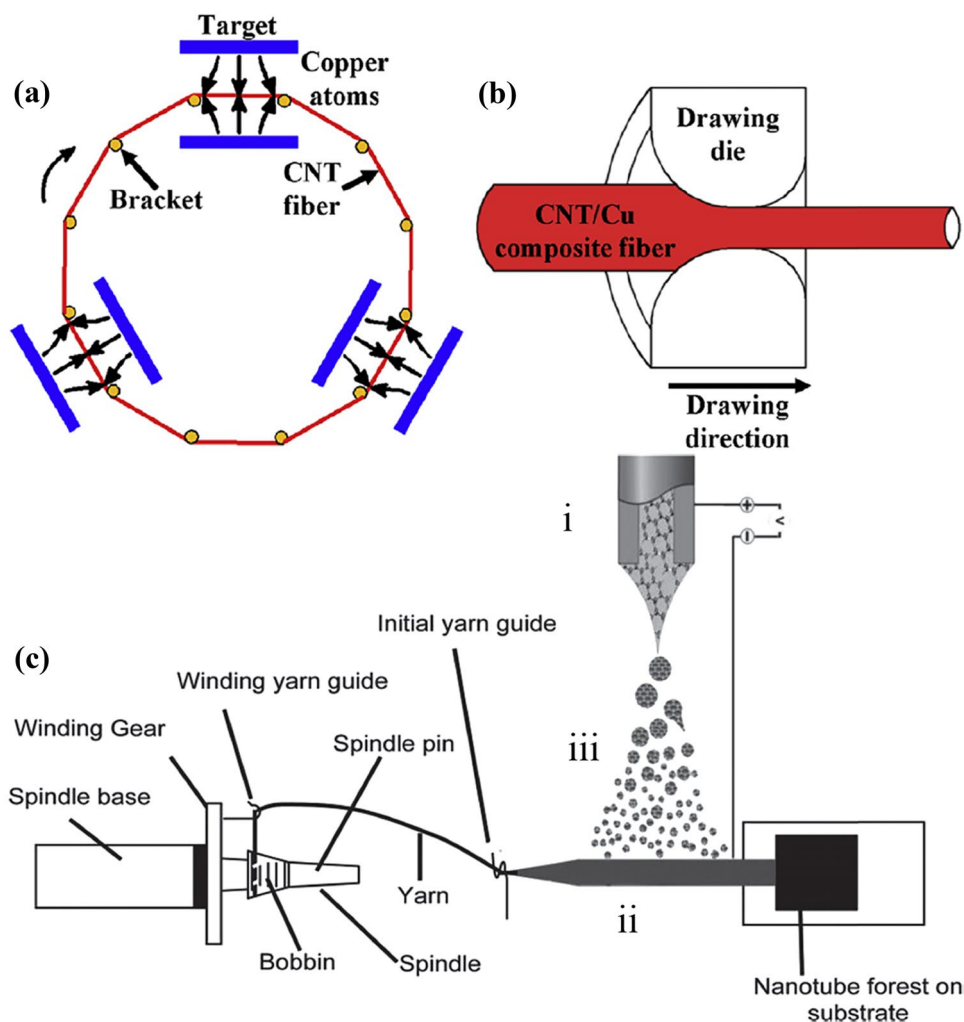 Target
(a)
Copper
atoms
CNT
fiber
Bracket
(b)
Drawing
die
CNT/Cu
composite fiber
Drawing
direction
i
+
V
−
Initial yarn guide
(c)
Winding yarn guide
Winding Gear
Spindle pin
iii
Spindle base
Yarn
ii
Bobbin
Spindle
Nanotube forest on
substrate